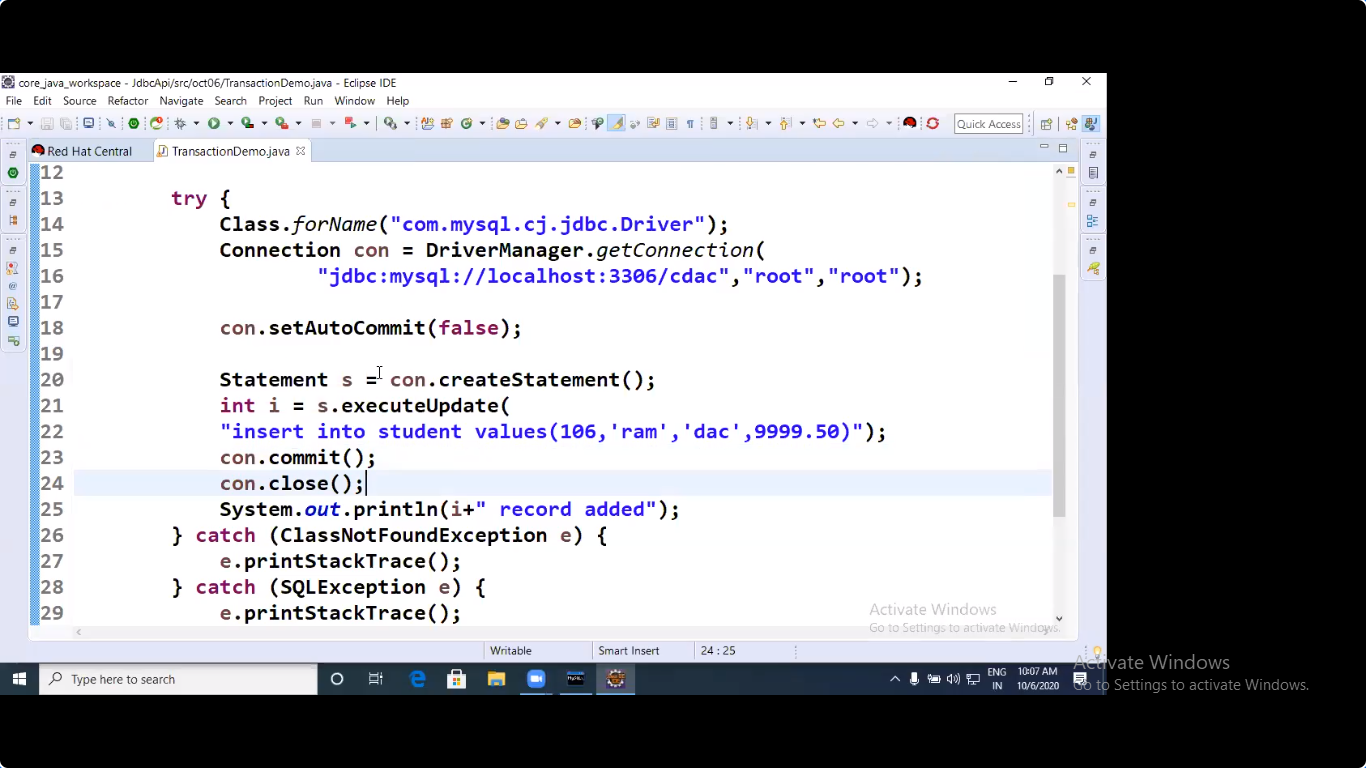 core_java_workspace - JdbcApi/src/oct06/TransactionDemo.java - Eclipse IDE
File Edit Source Refactor Navigate Search Project Run Window Help
Quick Access
Red Hat Central TransactionDemo.java
12
13 try {
14 Class.forName("com.mysql.cj.jdbc.Driver");
15 Connection con = DriverManager.getConnection(
16 "jdbc:mysql://localhost:3306/cdac","root","root");
17
18 con.setAutoCommit(false);
19
20 Statement s = con.createStatement();
21 int i = s.executeUpdate(
22 "insert into student values(106,'ram','dac',9999.50)");
23 con.commit();
24 con.close();
25 System.out.println(i+" record added");
26 } catch (ClassNotFoundException e) {
27 e.printStackTrace();
28 } catch (SQLException e) {
29 e.printStackTrace();
Activate Windows
Go to Settings to activate Windows.
Writable Smart Insert 24 : 25
Activate Windows
Go to Settings to activate Windows.
Type here to search
ENG
IN
10:07 AM
10/6/2020